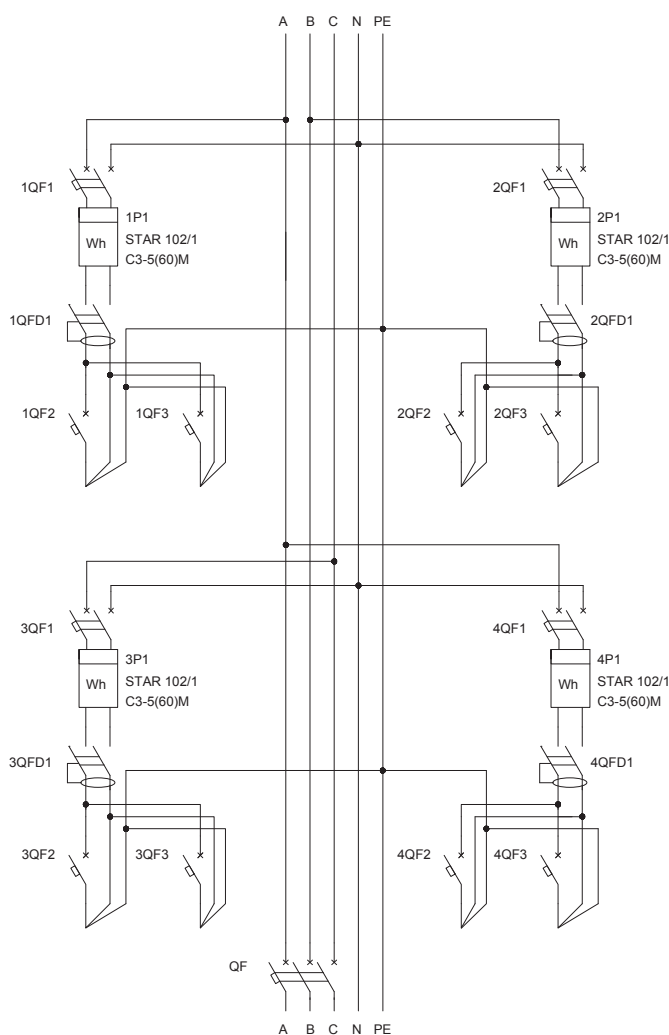 A B C N PE
1QF1
2QF1
1P1
STAR 102/1
C3-5(60)M
Wh
2P1
STAR 102/1
C3-5(60)M
Wh
1QFD1
2QFD1
1QF2
1QF3
2QF2
2QF3
3QF1
4QF1
3P1
STAR 102/1
C3-5(60)M
Wh
4P1
STAR 102/1
C3-5(60)M
Wh
3QFD1
4QFD1
3QF2
3QF3
4QF2
4QF3
QF
A B C N PE